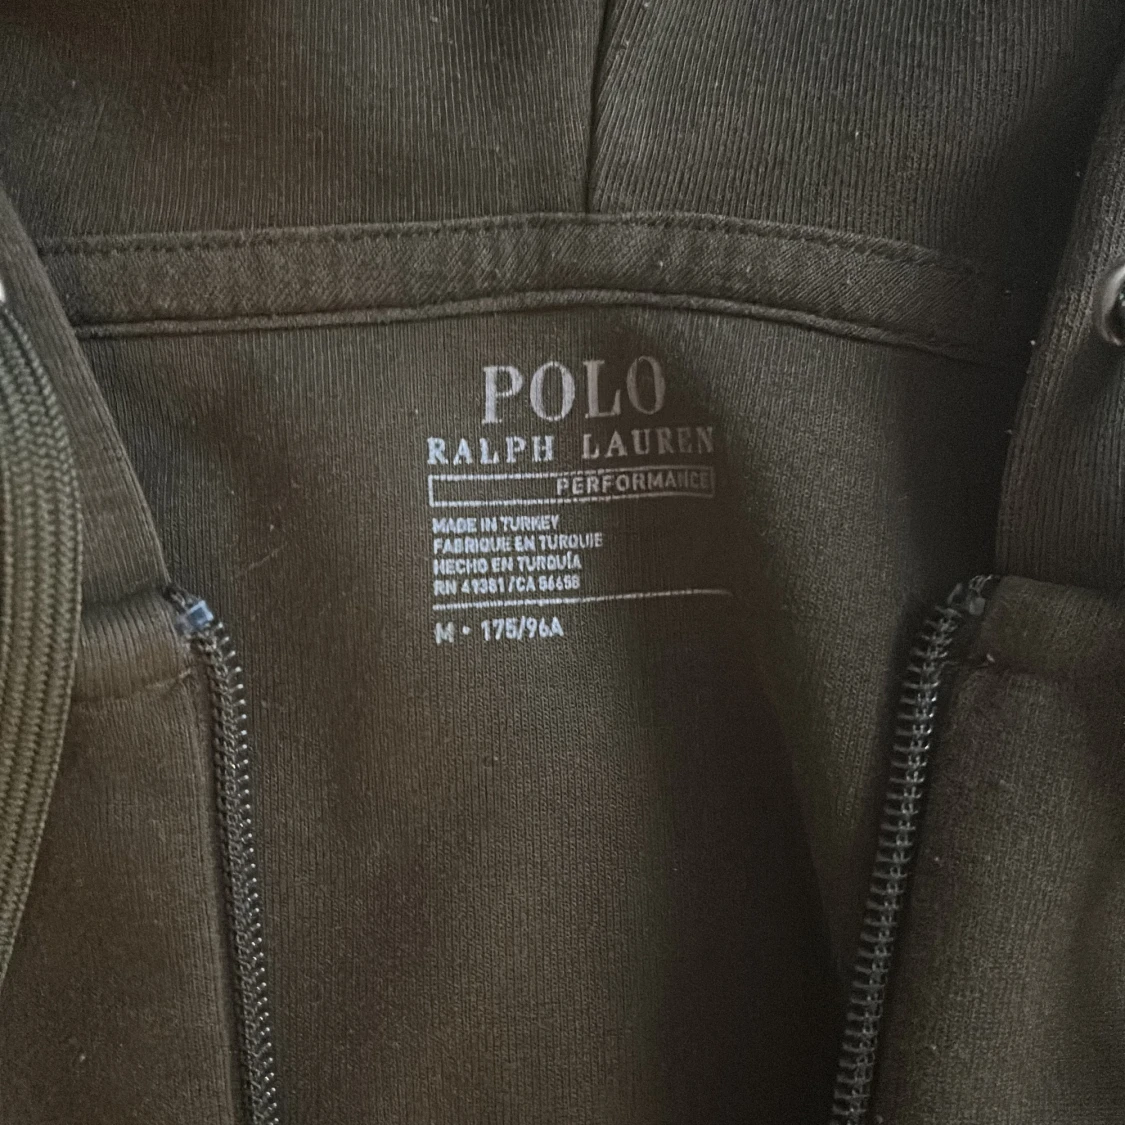 POLO
RALPH LAUREN
PERFORMANCE
MADE IN TURKEY
FABRIQUE EN TURQUIE
HECHO EN TURQUÍA
RN 41381/CA 56658
M • 175/96A